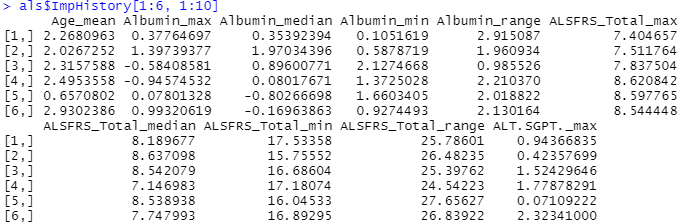 > als$ImpHistory[1:6, 1:10]
Age_mean Albumin_max Albumin_median Albumin_min Albumin_range ALSFRS_Total_max
[1,] 2.2680963 0.37764697 0.35392394 0.1051619 2.915087 7.404657
[2,] 2.0267252 1.39739377 1.97034396 0.5878719 1.960934 7.511764
[3,] 2.3157588 -0.58408581 0.89600771 2.1274668 0.985526 7.837504
[4,] 2.4953558 -0.94574532 0.08017671 1.3725028 2.210370 8.620842
[5,] 0.6570802 0.07801328 -0.80266698 1.6603405 2.018822 8.597765
[6,] 2.9302386 0.99320619 -0.16963863 0.9274493 2.130164 8.544448
ALSFRS_Total_median ALSFRS_Total_min ALSFRS_Total_range ALT.SGPT._max
[1,] 8.189677 17.53358 25.78601 0.94366835
[2,] 8.637098 15.75552 26.48235 0.42357699
[3,] 8.542079 16.68604 25.39762 1.52429646
[4,] 7.146983 17.18074 24.54223 1.77878291
[5,] 8.538938 16.04533 27.65627 0.07109222
[6,] 7.747993 16.89295 26.83922 2.32341000